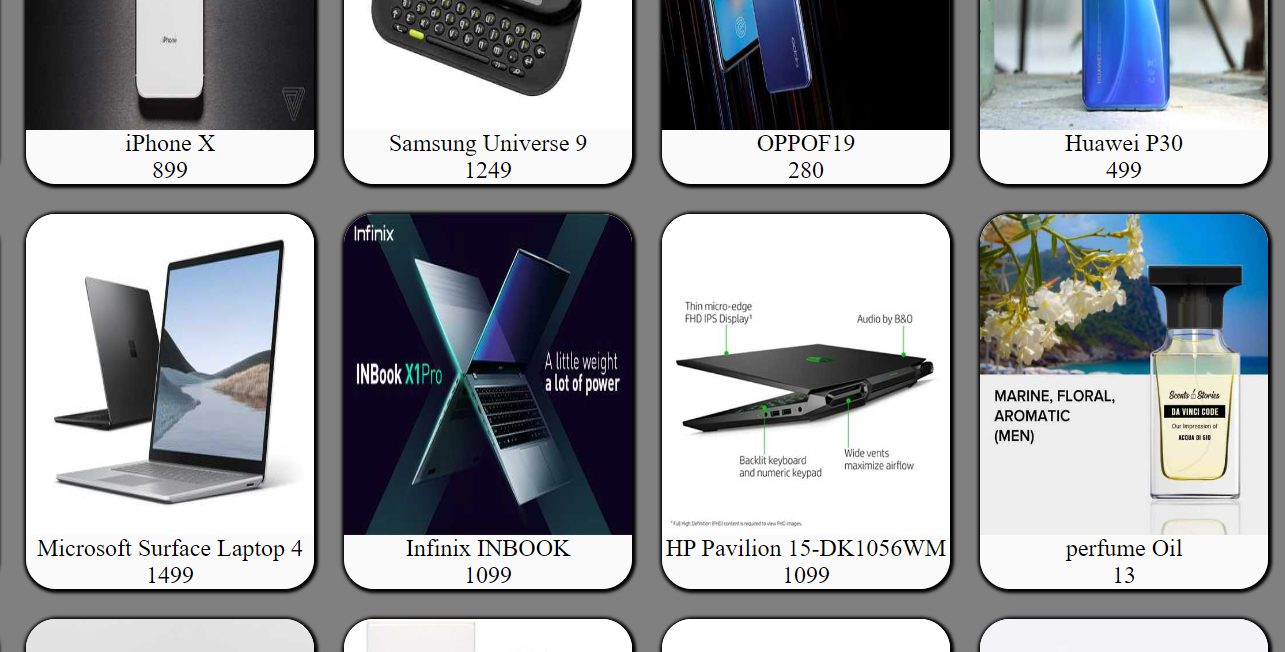 iPhone
iPhone X
899
Samsung Universe 9
1249
OPPOF19
280
HUAWEI
Huawei P30
499
Microsoft Surface Laptop 4
1499
Infinix
INBook X1Pro
A little weight
a lot of power
Infinix INBOOK
1099
Thin micro-edge
FHD IPS Display¹
Audio by B&O
Backlit keyboard
and numeric keypad
Wide vents
maximize airflow
¹ Full High Definition (FHD) content is required to view FHD images.
HP Pavilion 15-DK1056WM
1099
MARINE, FLORAL,
AROMATIC
(MEN)
Scents & Stories
DA VINCI CODE
Our Impression of
ACQUA DI GIO
perfume Oil
13